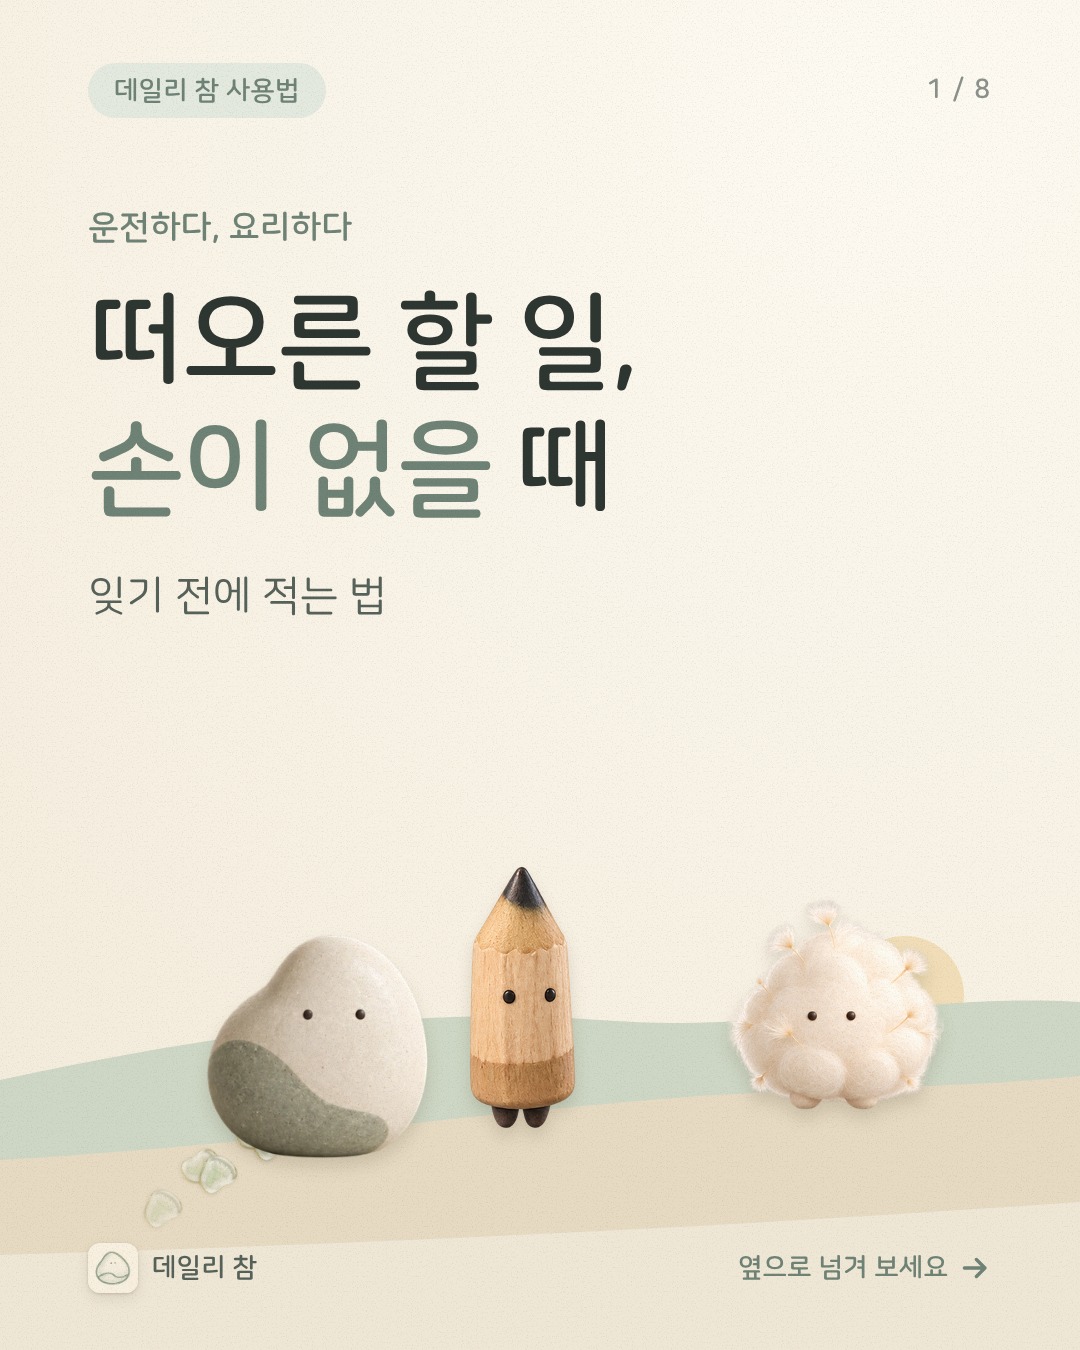 데일리 참 사용법
1 / 8
운전하다, 요리하다
떠오른 할 일,
손이 없을 때
잊기 전에 적는 법
데일리 참
옆으로 넘겨 보세요 →